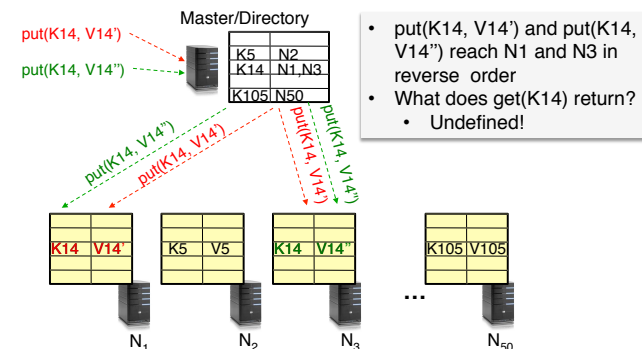 Master/Directory
put(K14, V14’)
put(K14, V14’’)
K5 N2
K14 N1,N3
K105 N50
• put(K14, V14’) and put(K14,
V14’’) reach N1 and N3 in
reverse order
• What does get(K14) return?
• Undefined!
put(K14, V14’’)
put(K14, V14’)
put(K14, V14’)
put(K14, V14’’)
K14 V14’
K5 V5
K14 V14’’
K105 V105
...
N1
N2
N3
N50